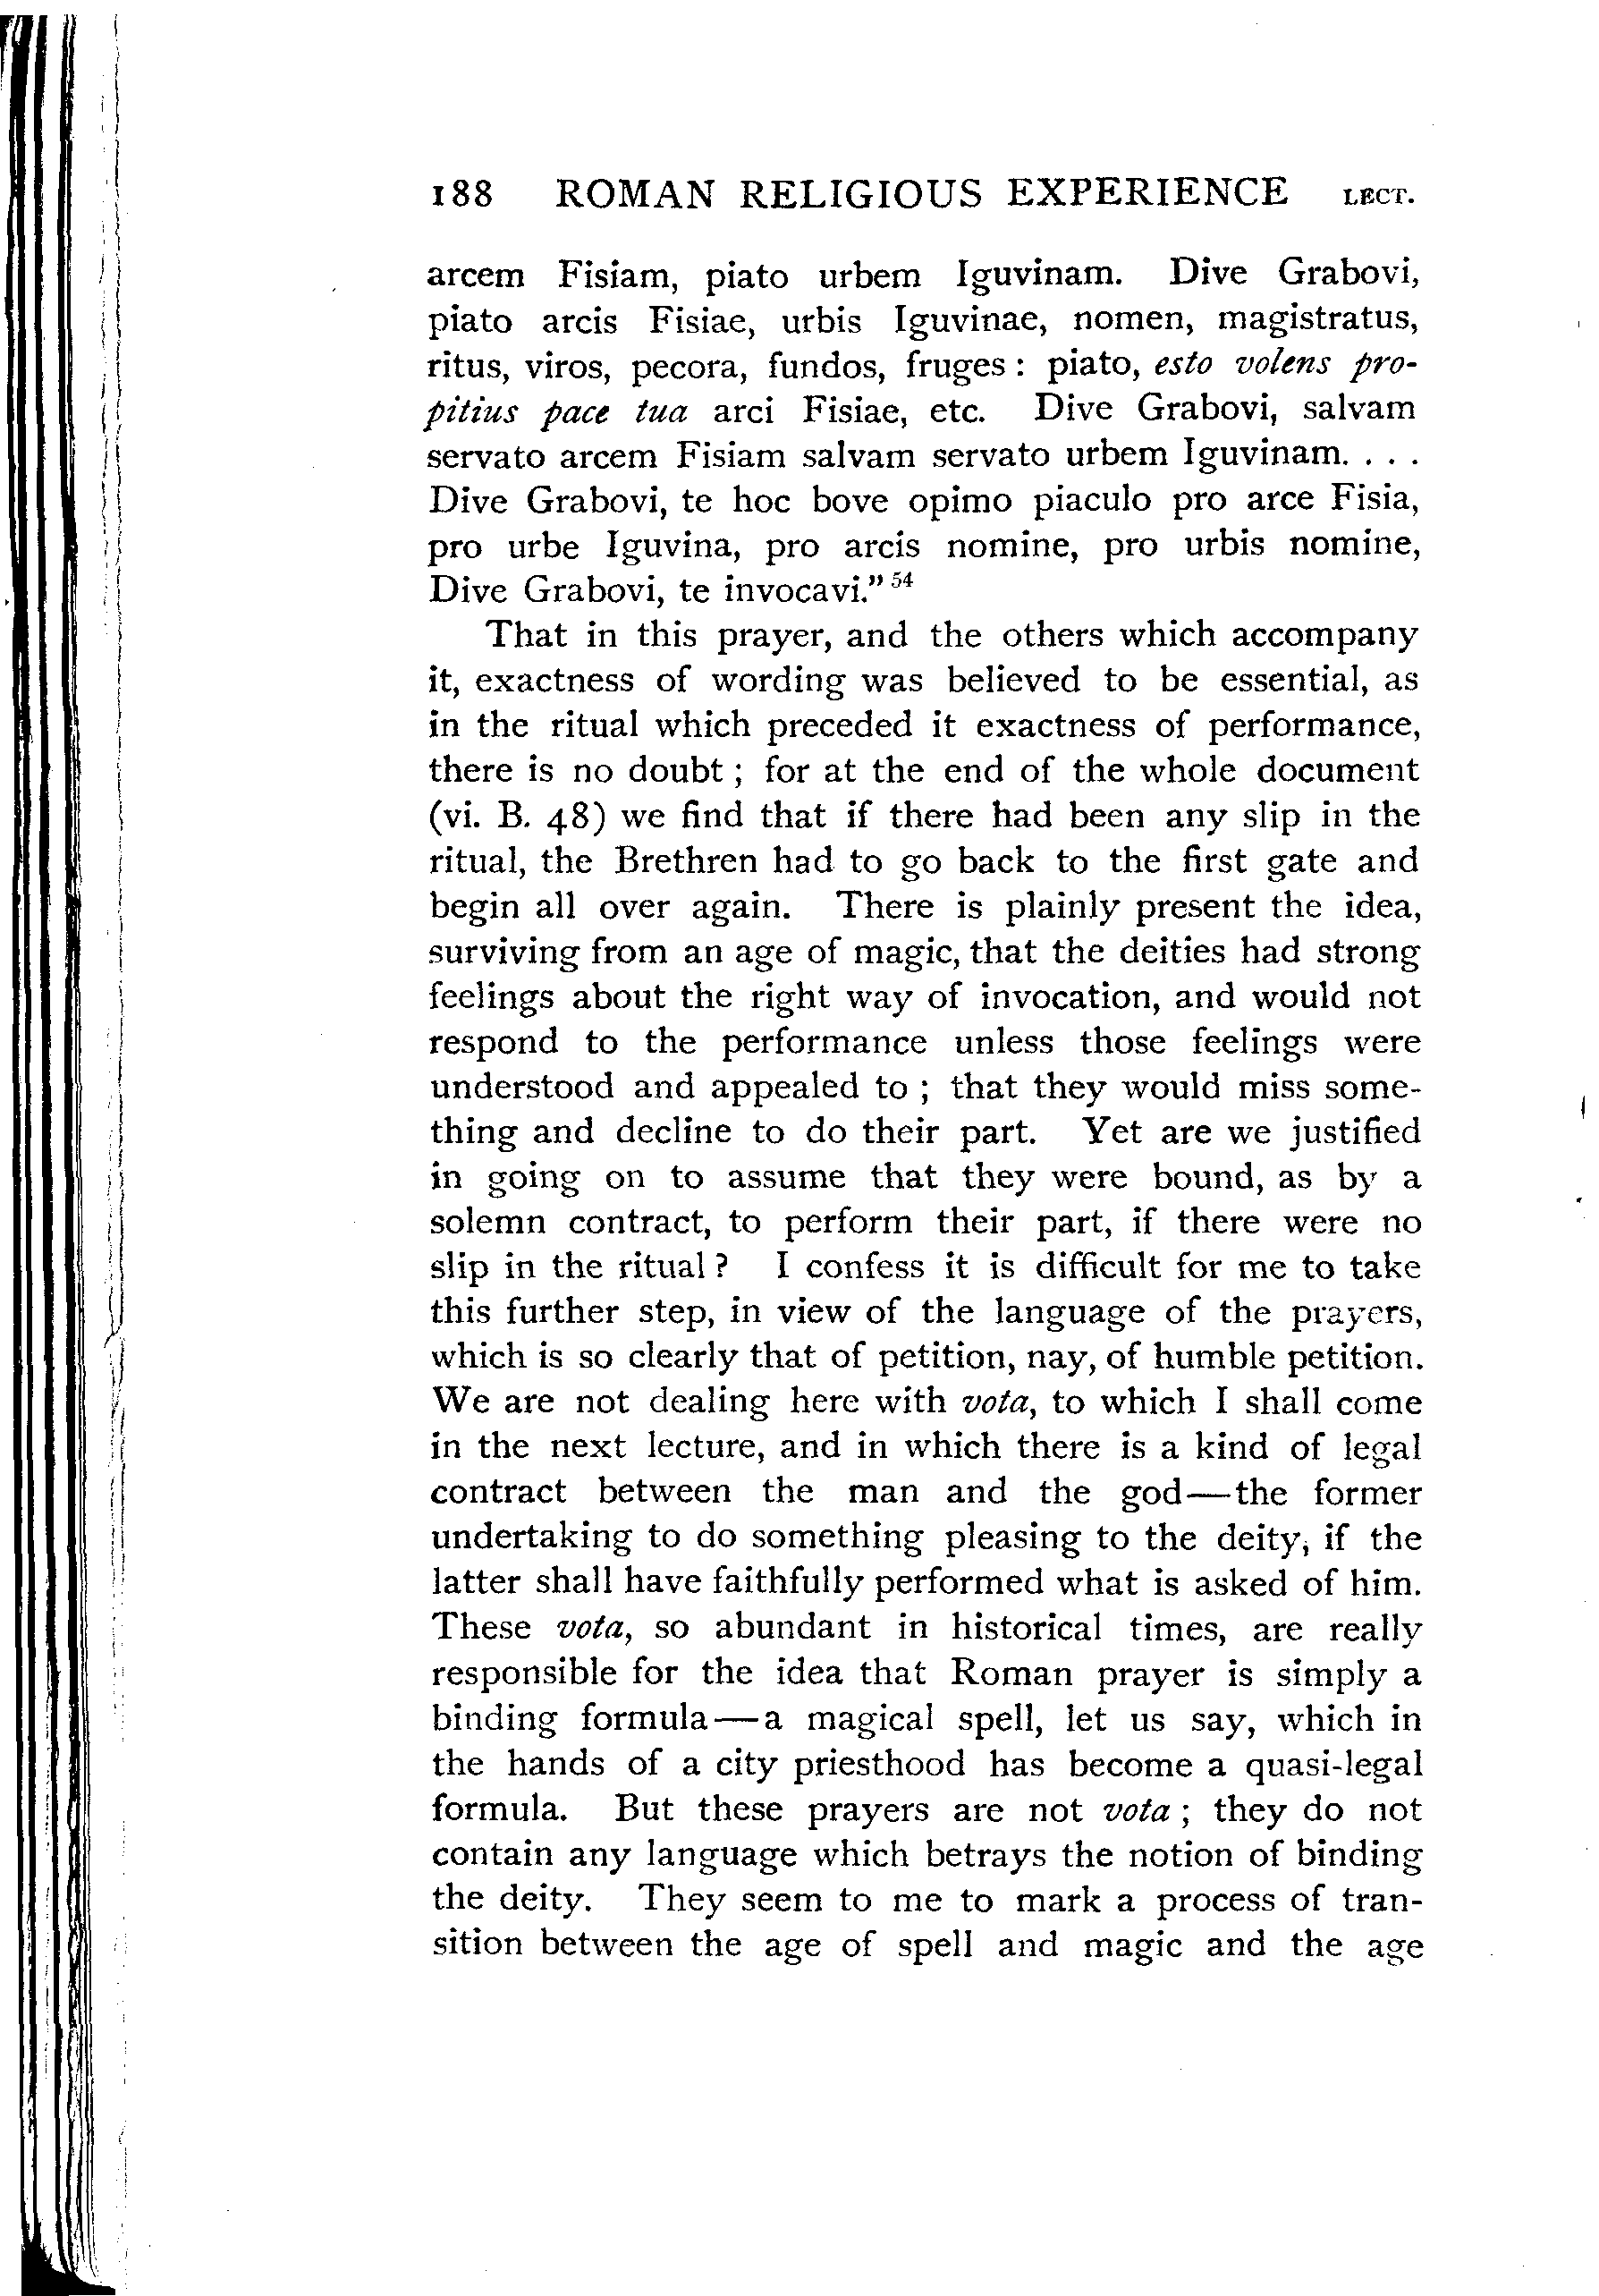 188 ROMAN RELIGIOUS EXPERIENCE LECT.
arcem Fisiam, piato urbem Iguvinam. Dive Grabovi,
piato arcis Fisiae, urbis Iguvinae, nomen, magistratus,
ritus, viros, pecora, fundos, fruges : piato, esto volens pro-
pitius pace tua arci Fisiae, etc. Dive Grabovi, salvam
servato arcem Fisiam salvam servato urbem Iguvinam. . . .
Dive Grabovi, te hoc bove opimo piaculo pro arce Fisia,
pro urbe Iguvina, pro arcis nomine, pro urbis nomine,
Dive Grabovi, te invocavi." 54
That in this prayer, and the others which accompany
it, exactness of wording was believed to be essential, as
in the ritual which preceded it exactness of performance,
there is no doubt ; for at the end of the whole document
(vi. B. 48) we find that if there had been any slip in the
ritual, the Brethren had to go back to the first gate and
begin all over again. There is plainly present the idea,
surviving from an age of magic, that the deities had strong
feelings about the right way of invocation, and would not
respond to the performance unless those feelings were
understood and appealed to ; that they would miss some-
thing and decline to do their part. Yet are we justified
in going on to assume that they were bound, as by a
solemn contract, to perform their part, if there were no
slip in the ritual ? I confess it is difficult for me to take
this further step, in view of the language of the prayers,
which is so clearly that of petition, nay, of humble petition.
We are not dealing here with vota, to which I shall come
in the next lecture, and in which there is a kind of legal
contract between the man and the god—the former
undertaking to do something pleasing to the deity, if the
latter shall have faithfully performed what is asked of him.
These vota, so abundant in historical times, are really
responsible for the idea that Roman prayer is simply a
binding formula—a magical spell, let us say, which in
the hands of a city priesthood has become a quasi-legal
formula. But these prayers are not vota ; they do not
contain any language which betrays the notion of binding
the deity. They seem to me to mark a process of tran-
sition between the age of spell and magic and the age